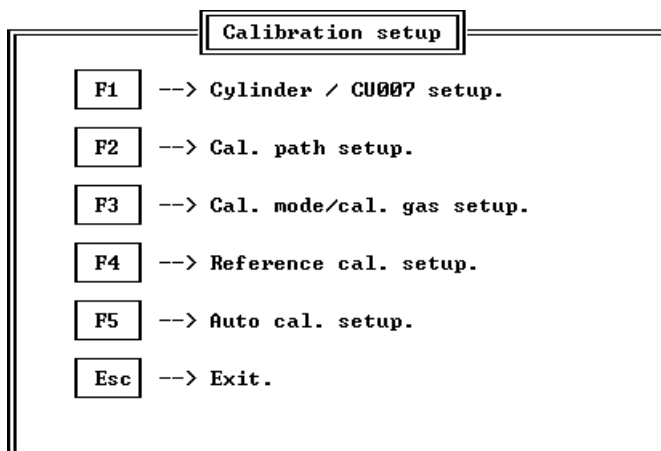 Calibration setup
F1 --> Cylinder / CU007 setup.
F2 --> Cal. path setup.
F3 --> Cal. mode/cal. gas setup.
F4 --> Reference cal. setup.
F5 --> Auto cal. setup.
Esc --> Exit.